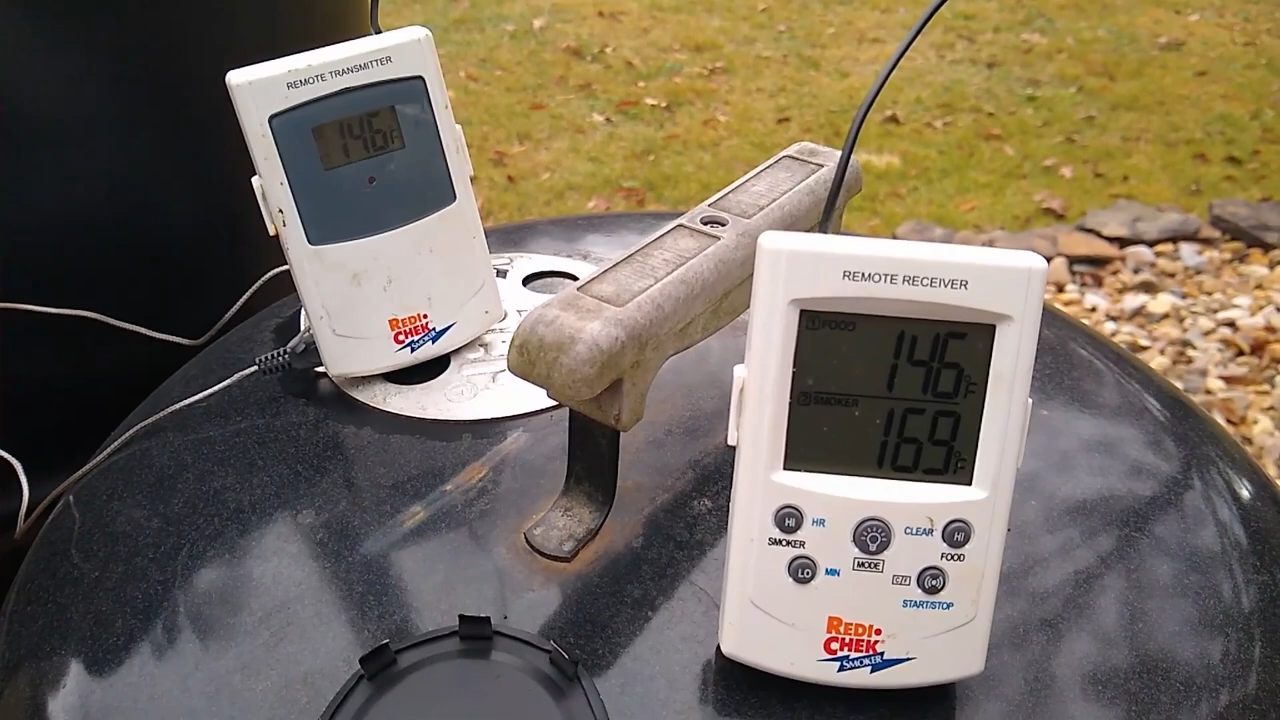 REMOTE TRANSMITTER
146F
REDI
CHEK
SMOKER
REMOTE RECEIVER
1 FOOD
146°F
2 SMOKER
169°F
HI HR
SMOKER
LO MIN
MODE
CLEAR HI
FOOD
C/F
START/STOP
REDI
CHEK
SMOKER